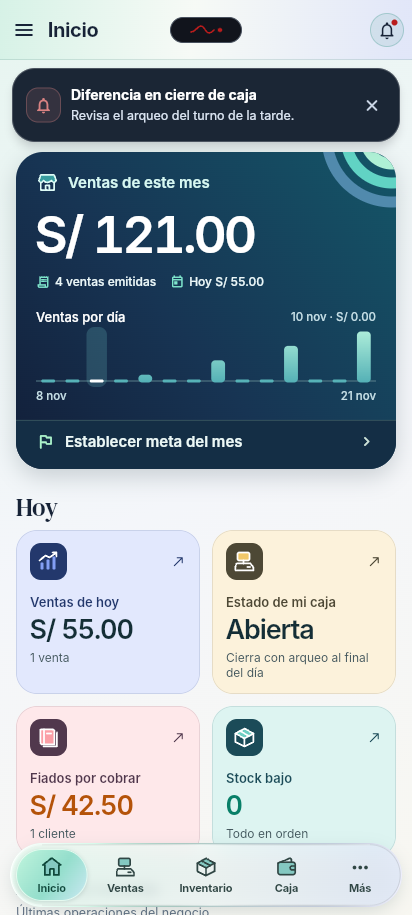 Inicio
Diferencia en cierre de caja
Revisa el arqueo del turno de la tarde.
Ventas de este mes
S/ 121.00
4 ventas emitidas Hoy S/ 55.00
Ventas por día 10 nov · S/ 0.00
8 nov 21 nov
Establecer meta del mes
Hoy
Ventas de hoy
S/ 55.00
1 venta
Estado de mi caja
Abierta
Cierra con arqueo al final
del día
Fiados por cobrar
S/ 42.50
1 cliente
Stock bajo
0
Todo en orden
Inicio Ventas Inventario Caja Más
Últimas operaciones del negocio